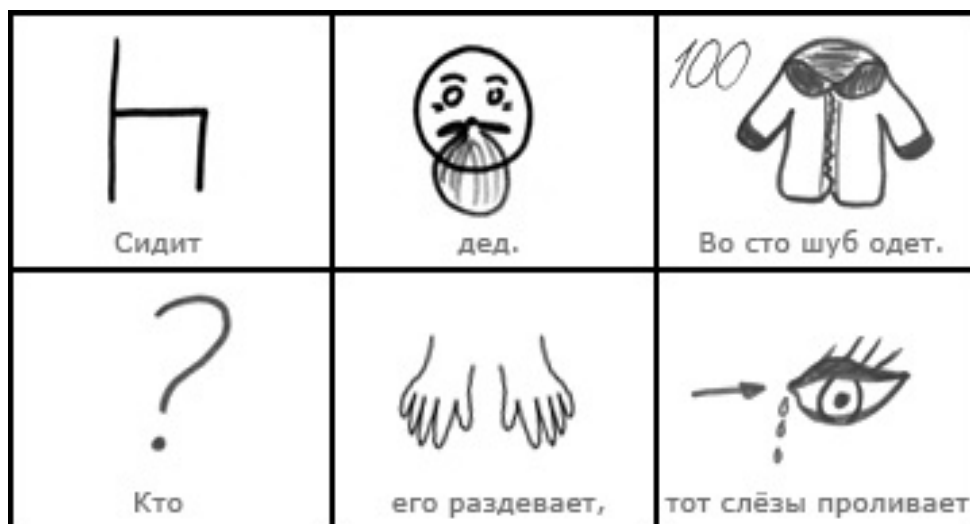 100
Сидит
дед.
Во сто шуб одет.
?
Кто
его раздевает,
тот слёзы проливает